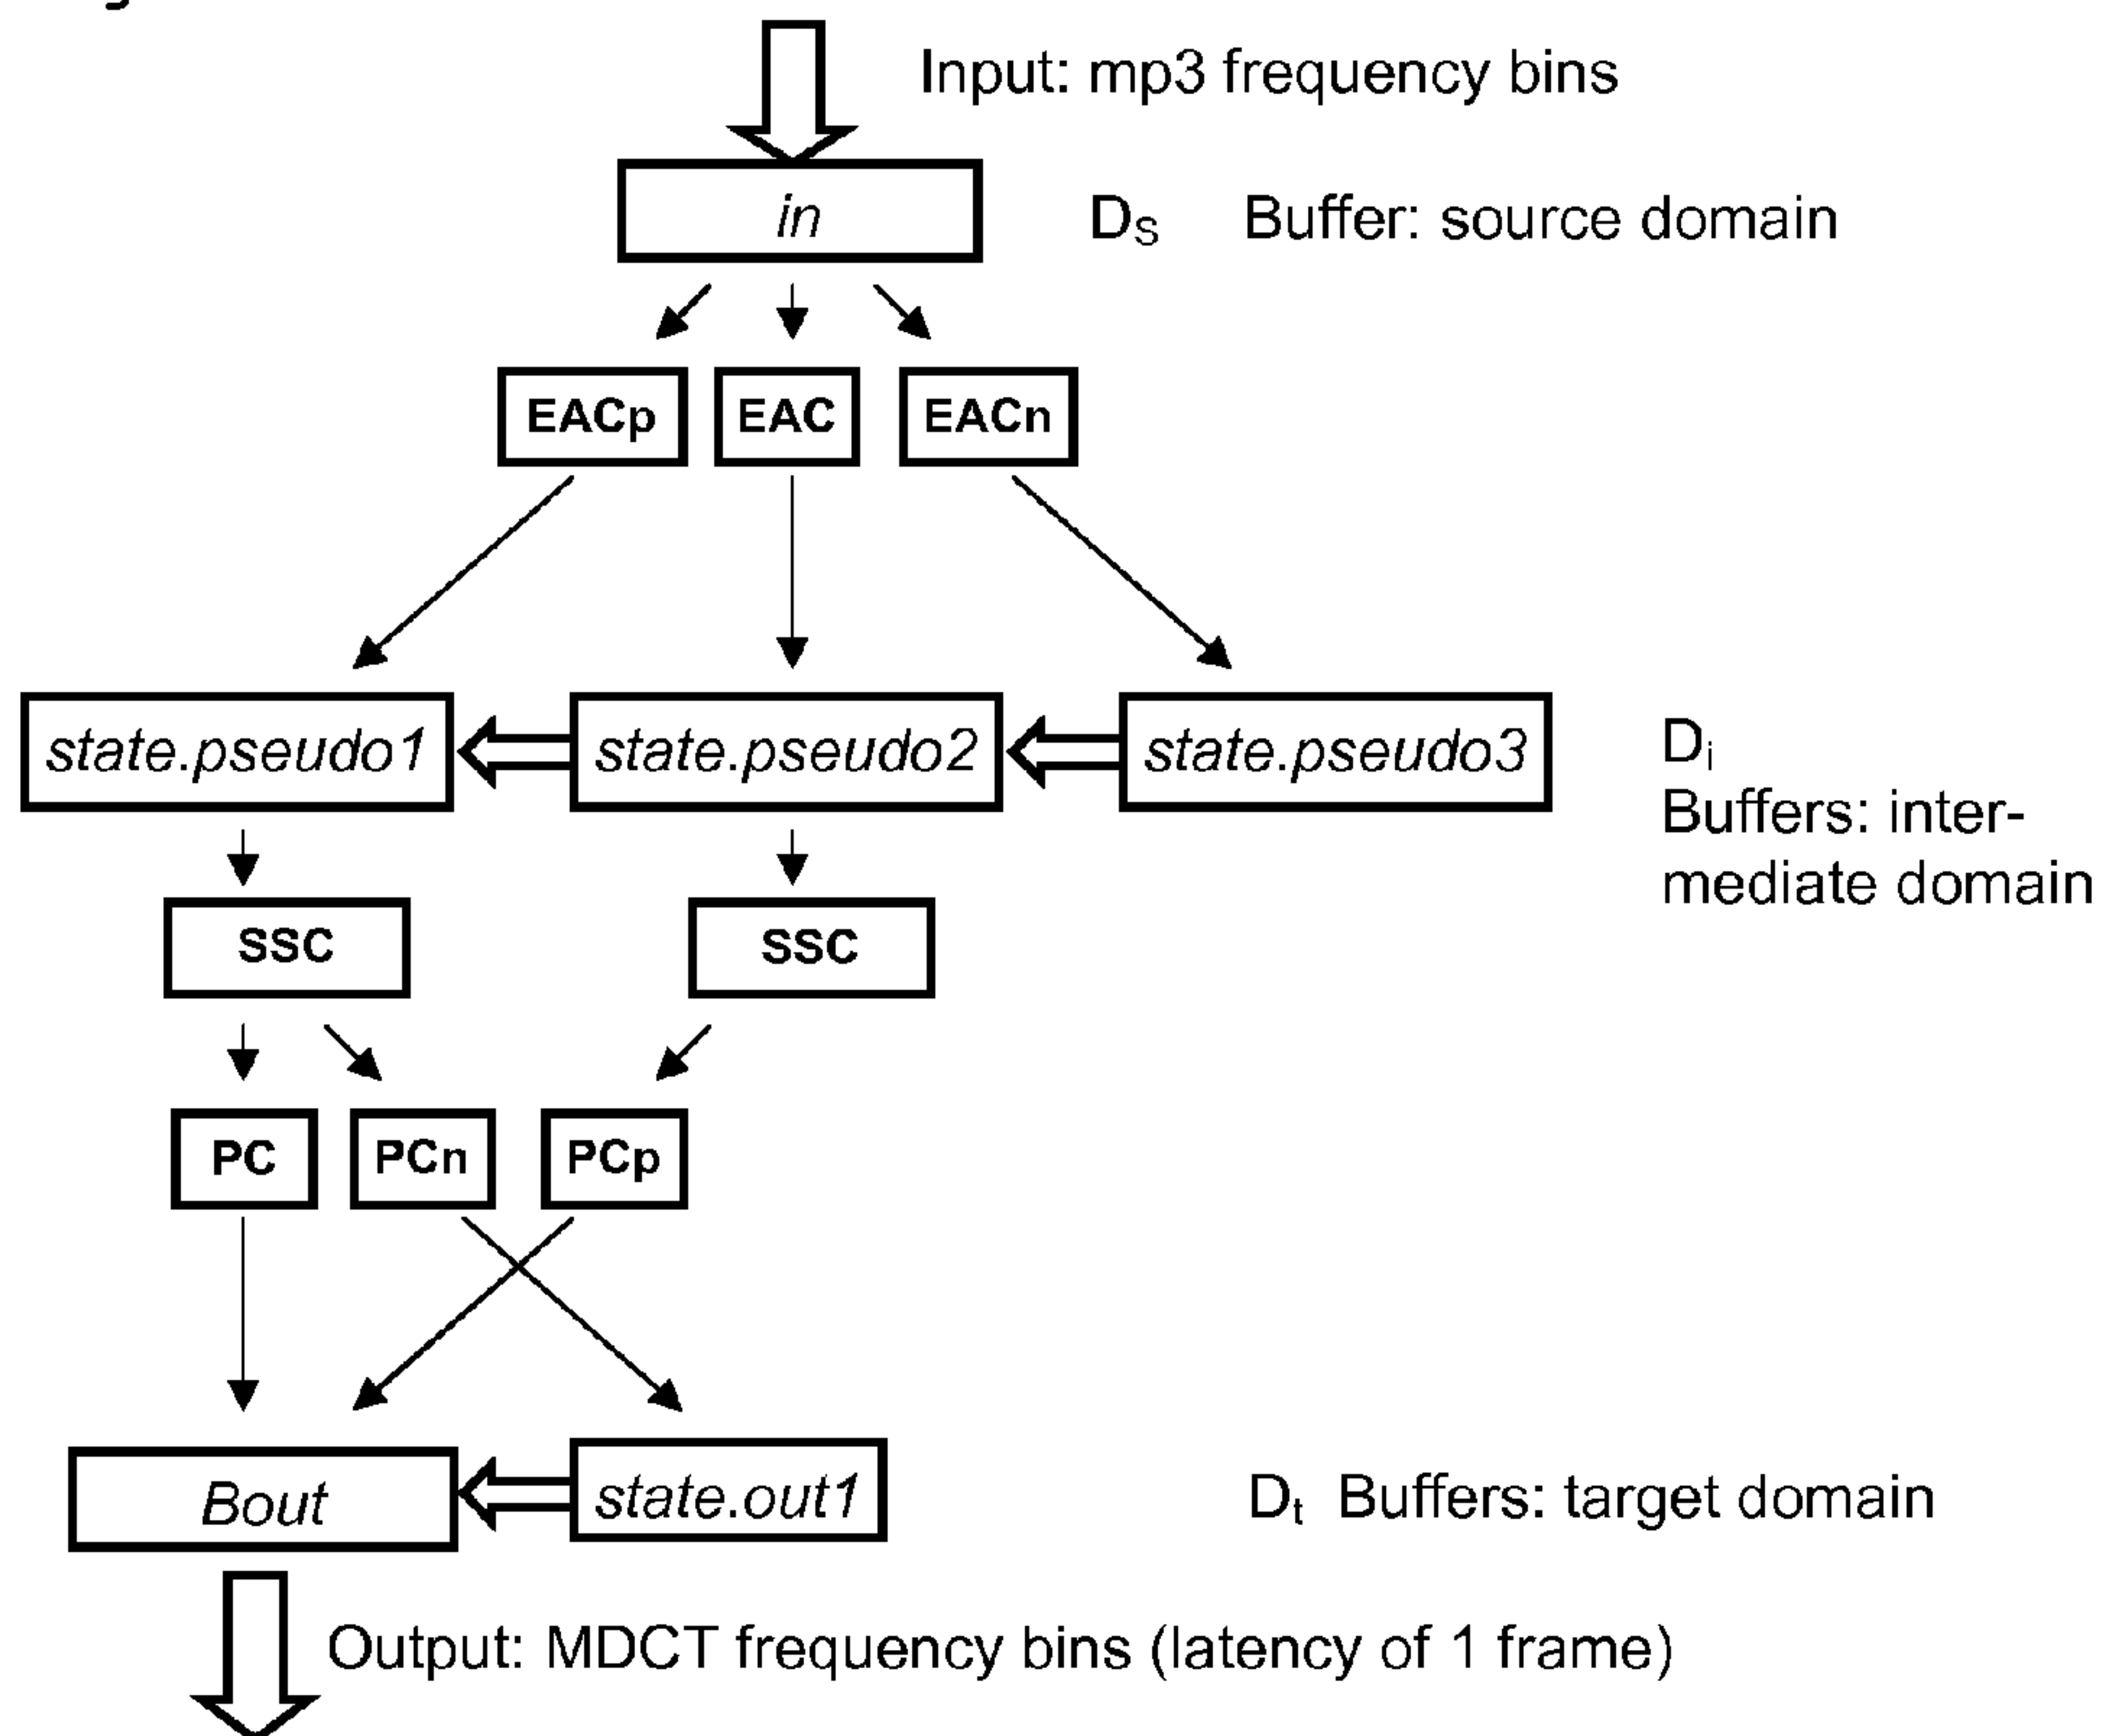 Input: mp3 frequency bins
in
DS Buffer: source domain
EACp EAC EACn
state.pseudo1 state.pseudo2 state.pseudo3
Di
Buffers: inter-
mediate domain
SSC SSC
PC PCn PCp
Bout state.out1
Dt Buffers: target domain
Output: MDCT frequency bins (latency of 1 frame)